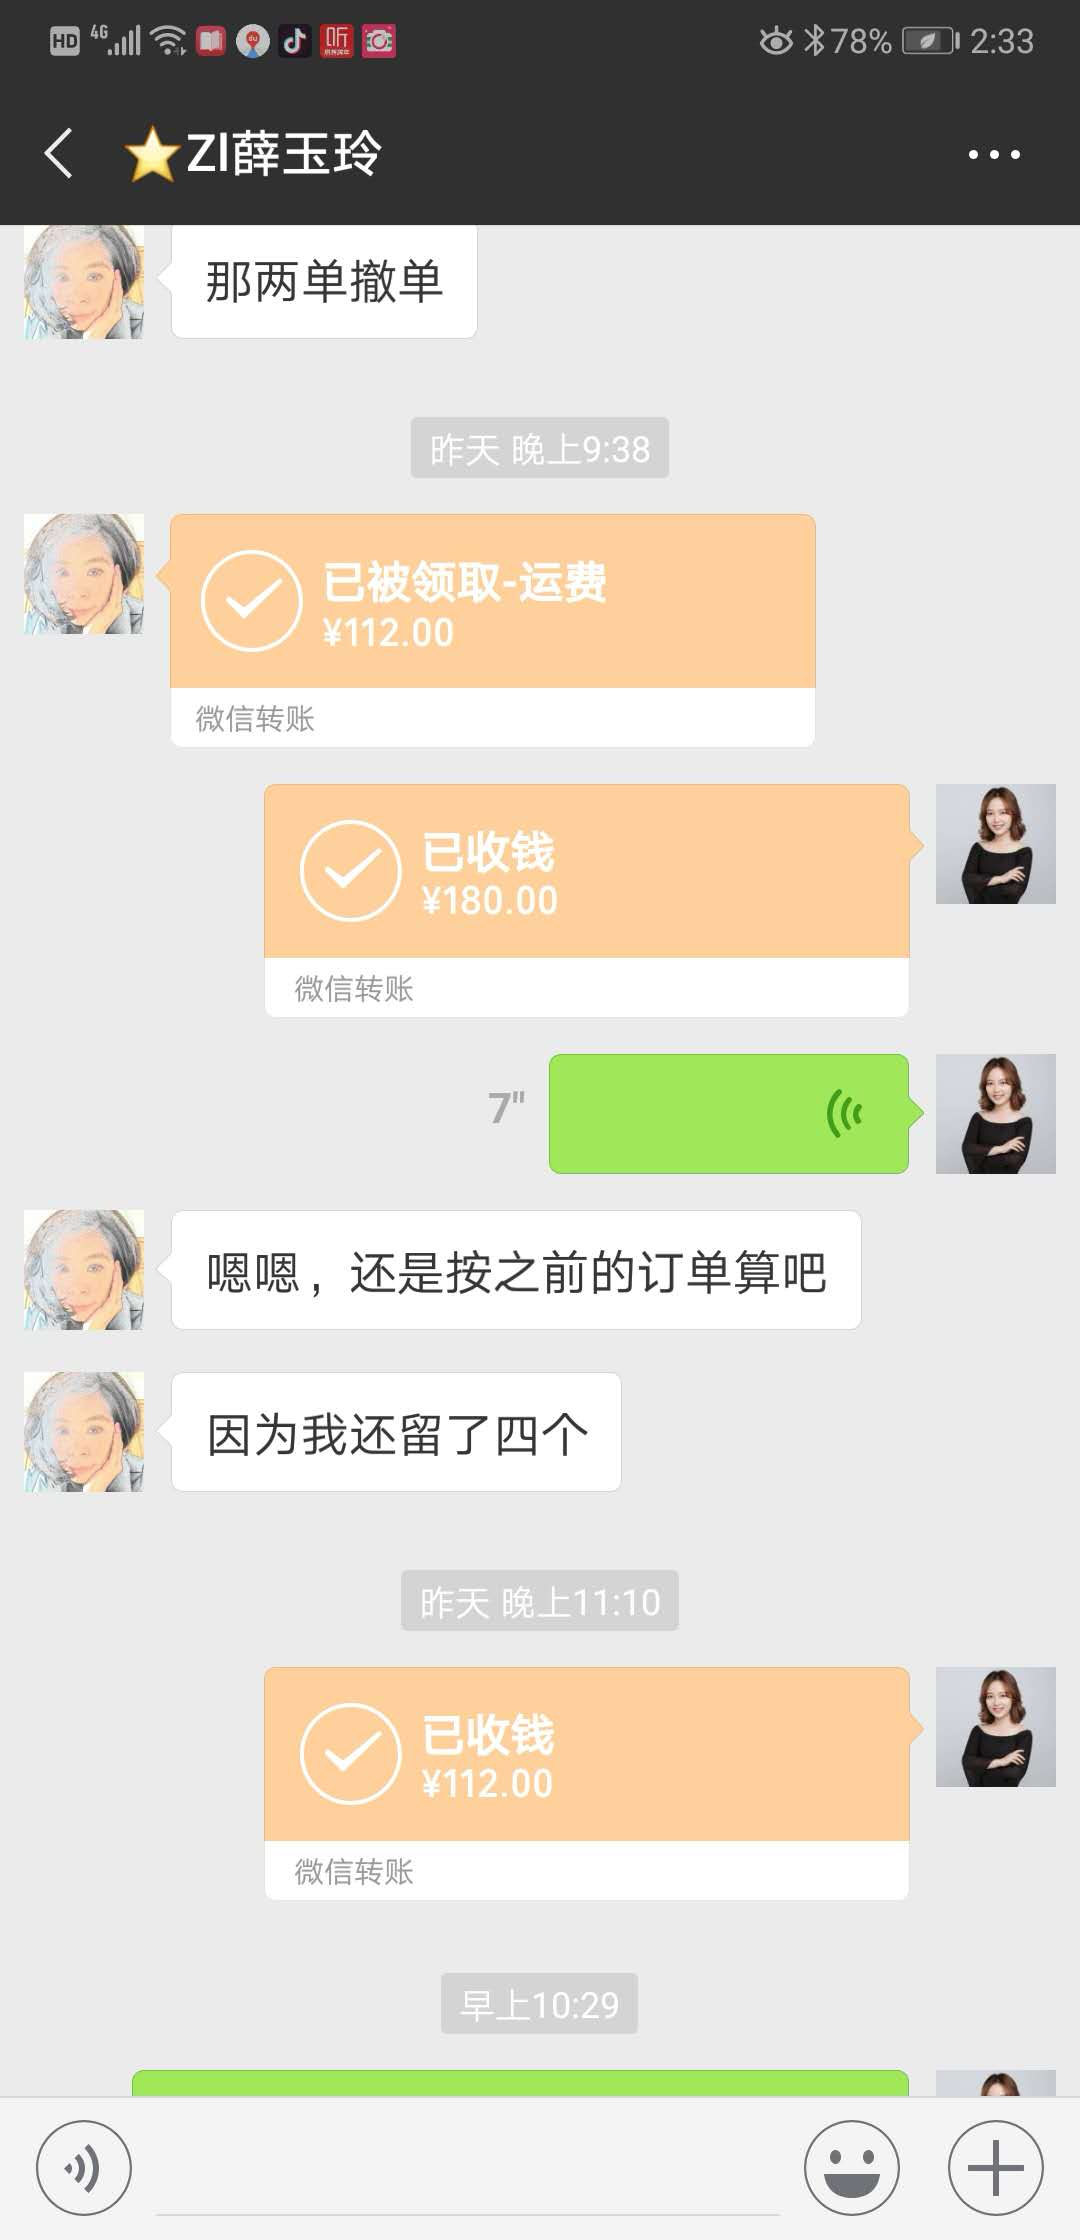 HD 4G 听 78% 2:33
⭐Zl薛玉玲
那两单撤单
昨天 晚上9:38
已被领取-运费
¥112.00
微信转账
已收钱
¥180.00
微信转账
7"
嗯嗯，还是按之前的订单算吧
因为我还留了四个
昨天 晚上11:10
已收钱
¥112.00
微信转账
早上10:29